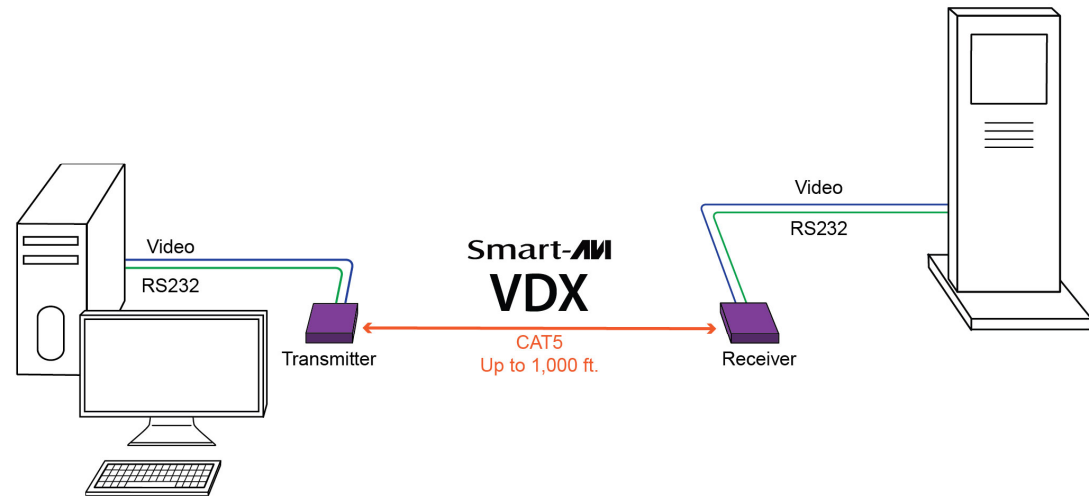 Video
RS232
Transmitter
Smart-AVI
VDX
CAT5
Up to 1,000 ft.
Video
RS232
Receiver